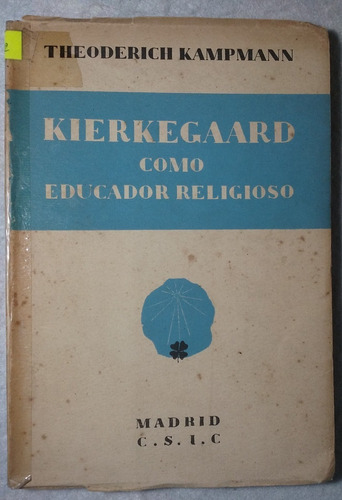 THEODERICH KAMPMANN
KIERKEGAARD
COMO
EDUCADOR RELIGIOSO
MADRID
C. S. I. C